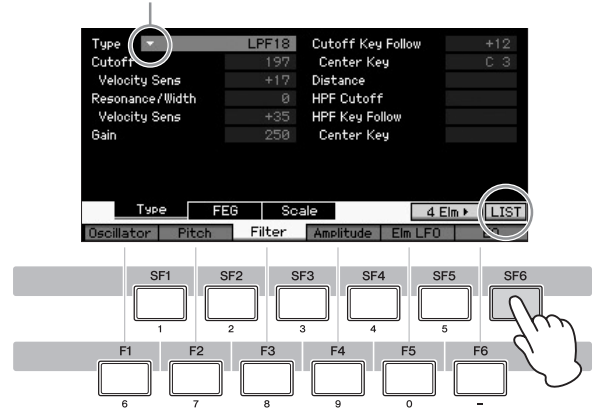 Type LPF18 Cutoff Key Follow +12
Cutoff 197 Center Key C 3
Velocity Sens +17 Distance
Resonance/Width 0 HPF Cutoff
Velocity Sens +35 HPF Key Follow
Gain 250 Center Key
Type FEG Scale 4 Elm LIST
Oscillator Pitch Filter Amplitude Elm LFO EQ
SF1 SF2 SF3 SF4 SF5 SF6
1 2 3 4 5
F1 F2 F3 F4 F5 F6
6 7 8 9 0 –